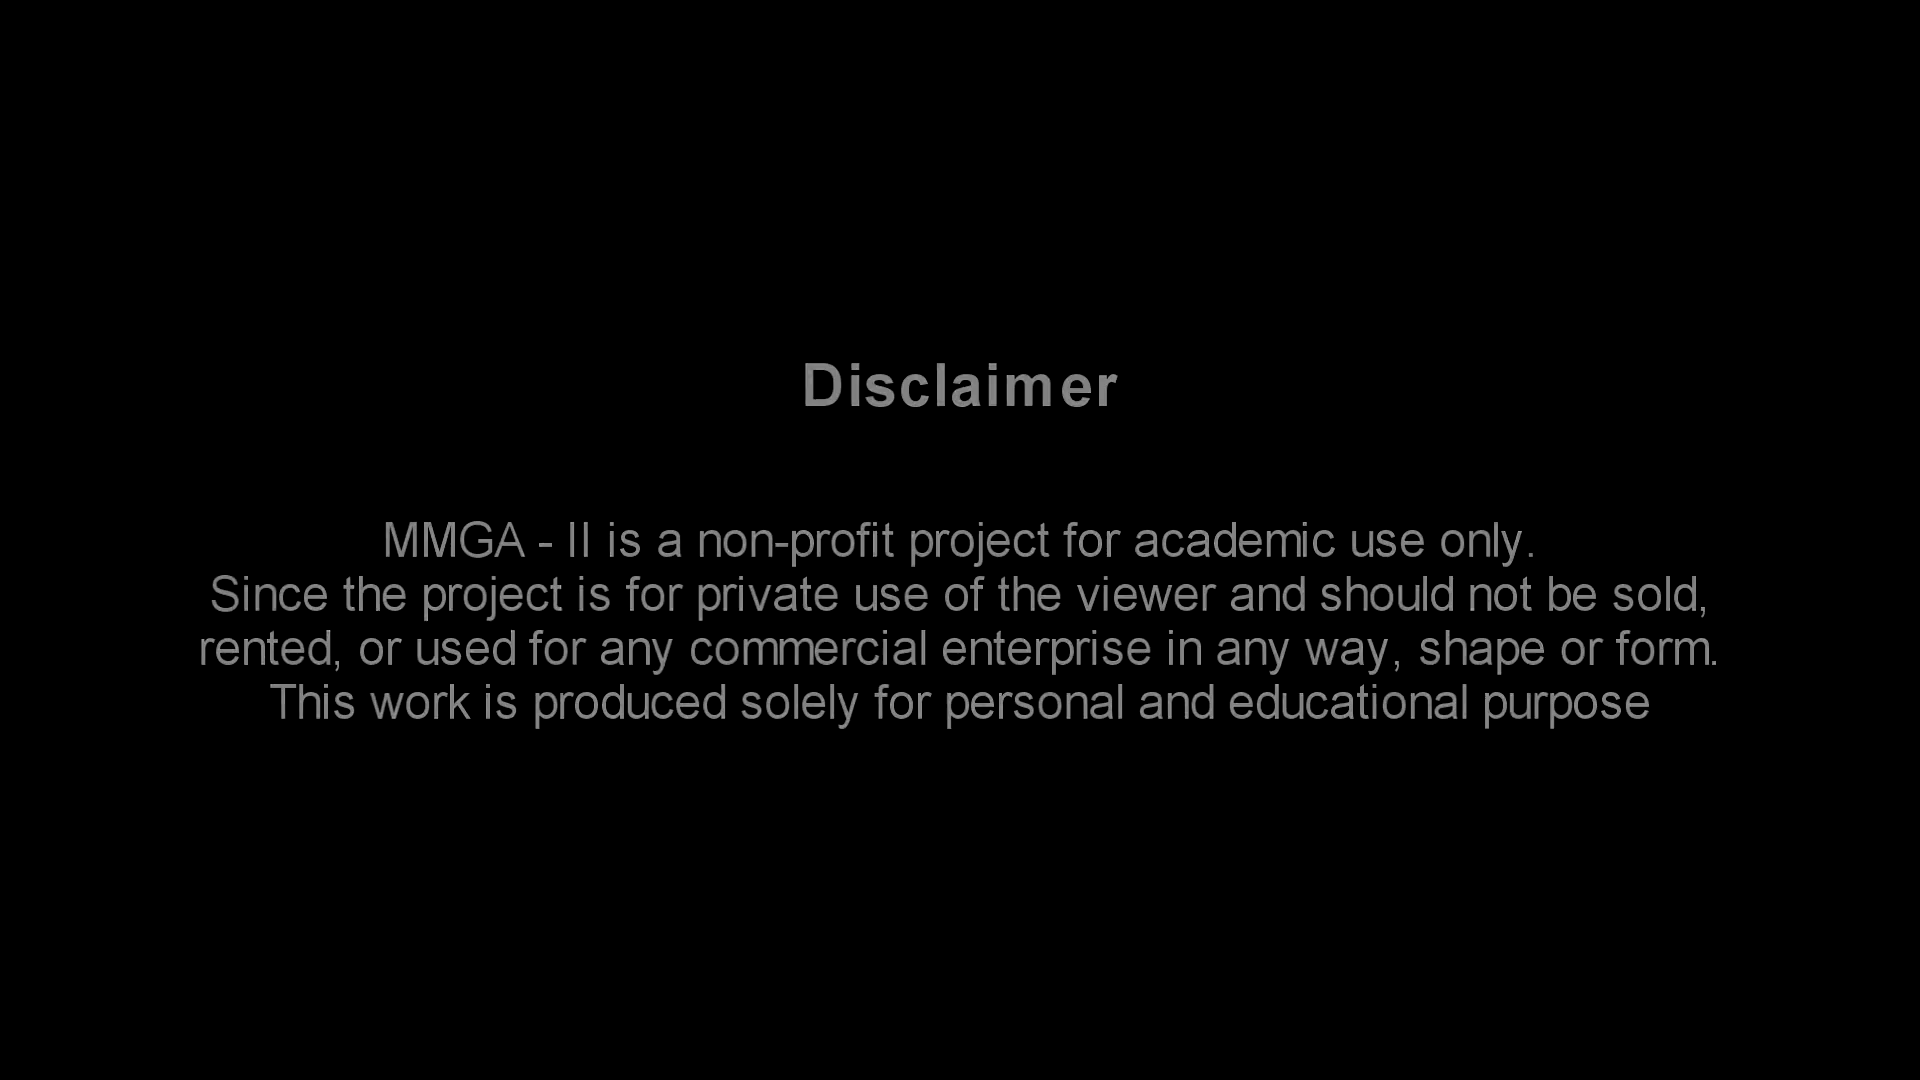 Disclaimer
MMGA - II is a non-profit project for academic use only.
Since the project is for private use of the viewer and should not be sold,
rented, or used for any commercial enterprise in any way, shape or form.
This work is produced solely for personal and educational purpose